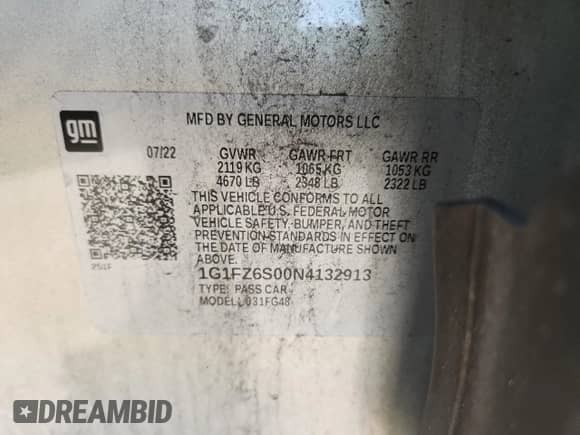 gm
MFD BY GENERAL MOTORS LLC
07/22 GVWR GAWR FRT GAWR RR
2119 KG 1065 KG 1053 KG
4670 LB 2348 LB 2322 LB
THIS VEHICLE CONFORMS TO ALL
APPLICABLE U.S. FEDERAL MOTOR
VEHICLE SAFETY, BUMPER, AND THEFT
PREVENTION STANDARDS IN EFFECT ON
THE DATE OF MANUFACTURE SHOWN
ABOVE.
1G1FZ6S00N4132913
TYPE: PASS CAR
MODEL: 031FG48
DREAMBID